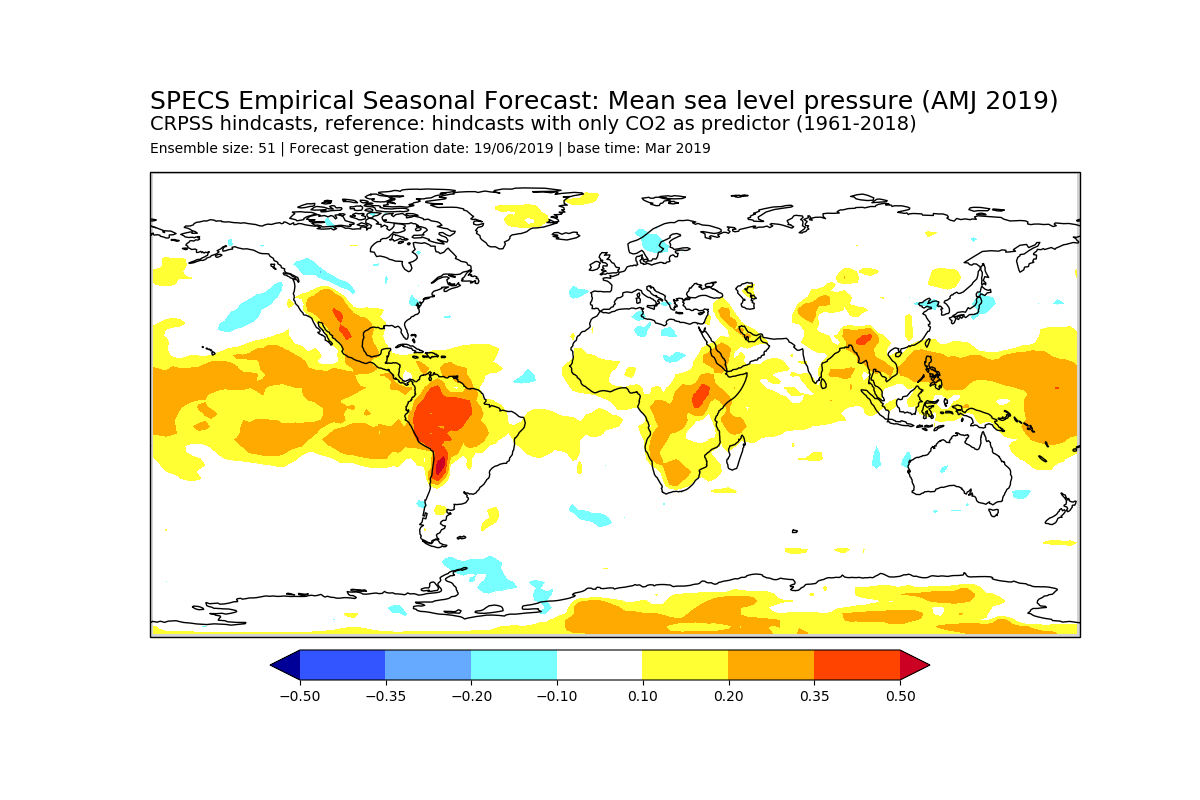 SPECS Empirical Seasonal Forecast: Mean sea level pressure (AMJ 2019)
CRPSS hindcasts, reference: hindcasts with only CO2 as predictor (1961-2018)
Ensemble size: 51 | Forecast generation date: 19/06/2019 | base time: Mar 2019
−0.50 −0.35 −0.20 −0.10 0.10 0.20 0.35 0.50